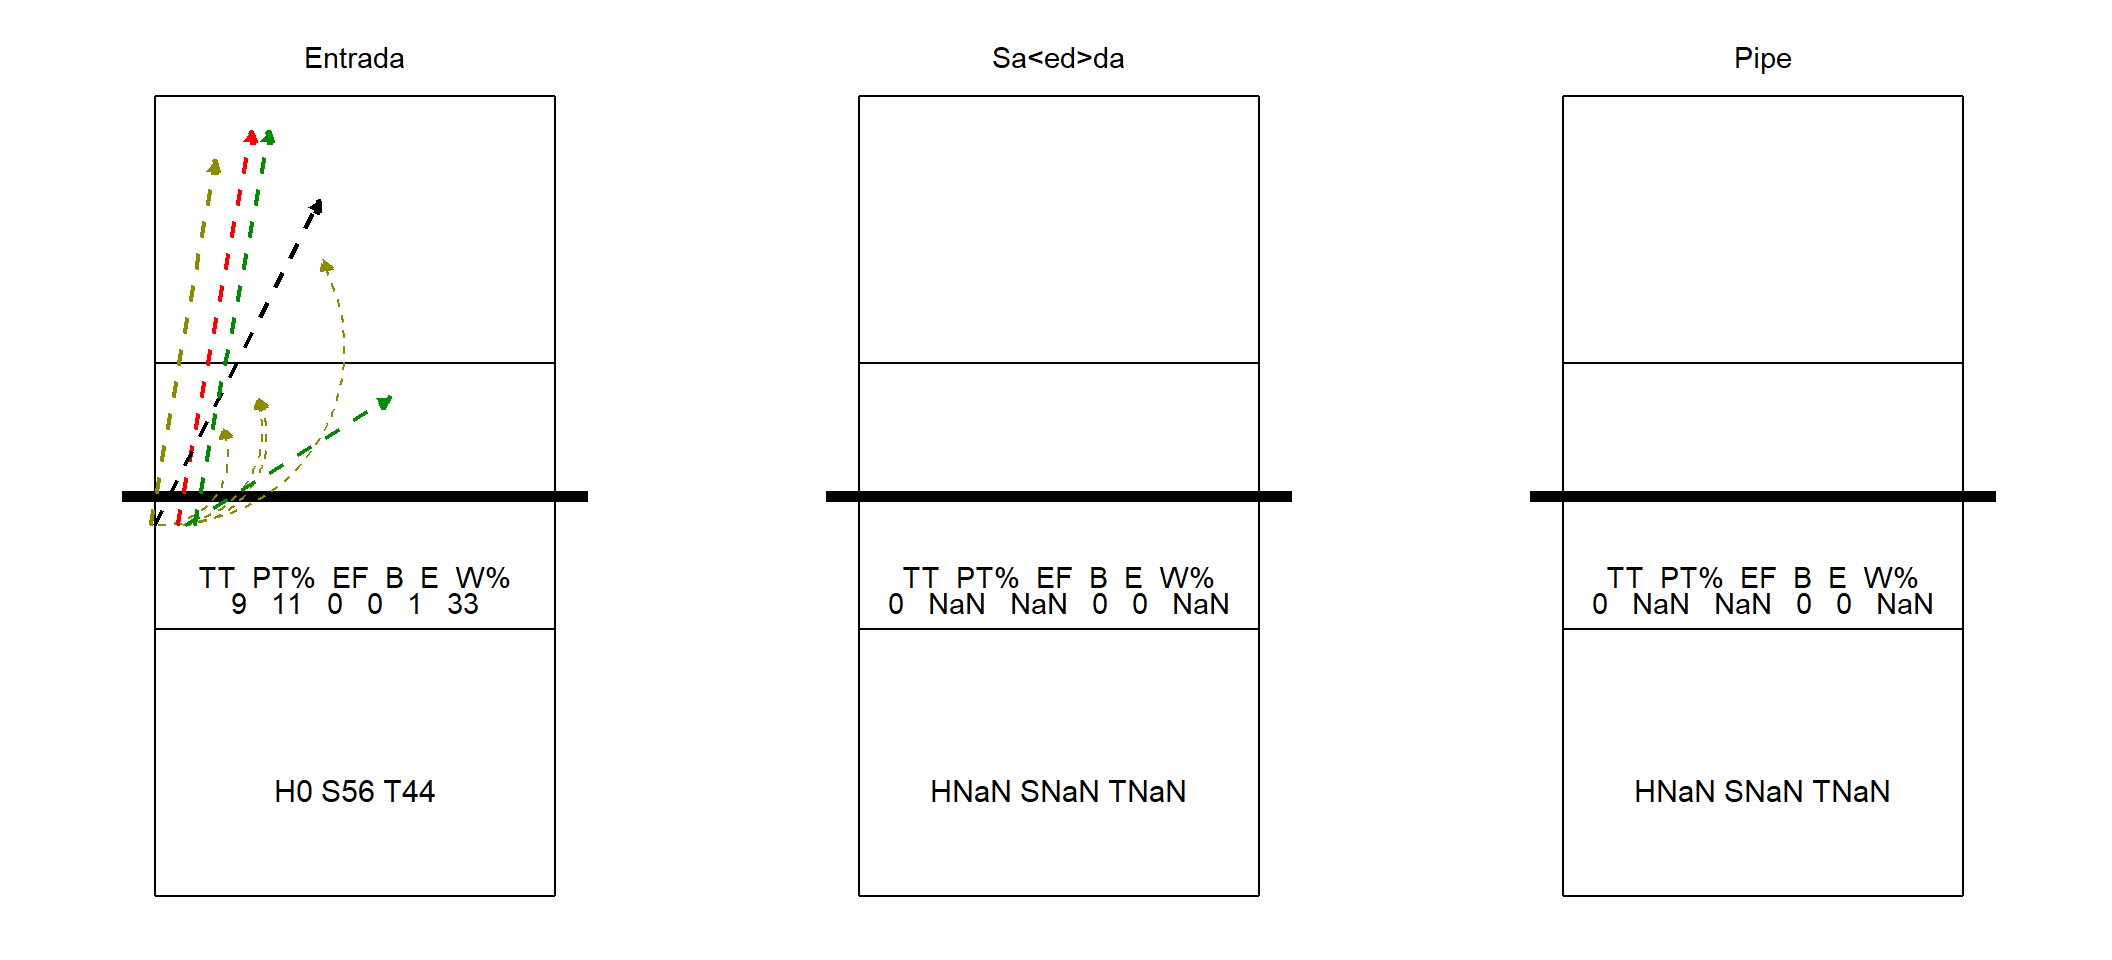 Entrada
TT PT% EF B E W%
9 11 0 0 1 33
H0 S56 T44
Sa<ed>da
TT PT% EF B E W%
0 NaN NaN 0 0 NaN
HNaN SNaN TNaN
Pipe
TT PT% EF B E W%
0 NaN NaN 0 0 NaN
HNaN SNaN TNaN